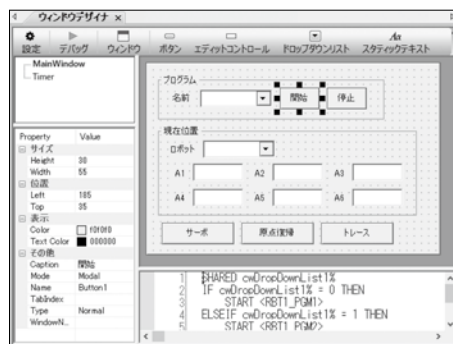 ウィンドウデザイナ ×
設定 デバッグ ウィンドウ ボタン エディットコントロール ドロップダウンリスト Aa スタティックテキスト
MainWindow
Timer
Property Value
サイズ
Height 30
Width 55
位置
Left 185
Top 35
表示
Color f0f0f0
Text Color 000000
その他
Caption 開始
Mode Modal
Name Button1
TabIndex
Type Normal
WindowN..
プログラム
名前 開始 停止
現在位置
ロボット
A1 A2 A3
A4 A5 A6
サーボ 原点復帰 トレース
1 SHARED cwDropDownList1%
2 IF cwDropDownList1% = 0 THEN
3 START <RBT1_PGM1>
4 ELSEIF cwDropDownList1% = 1 THEN
5 START <RBT1_PGM2>